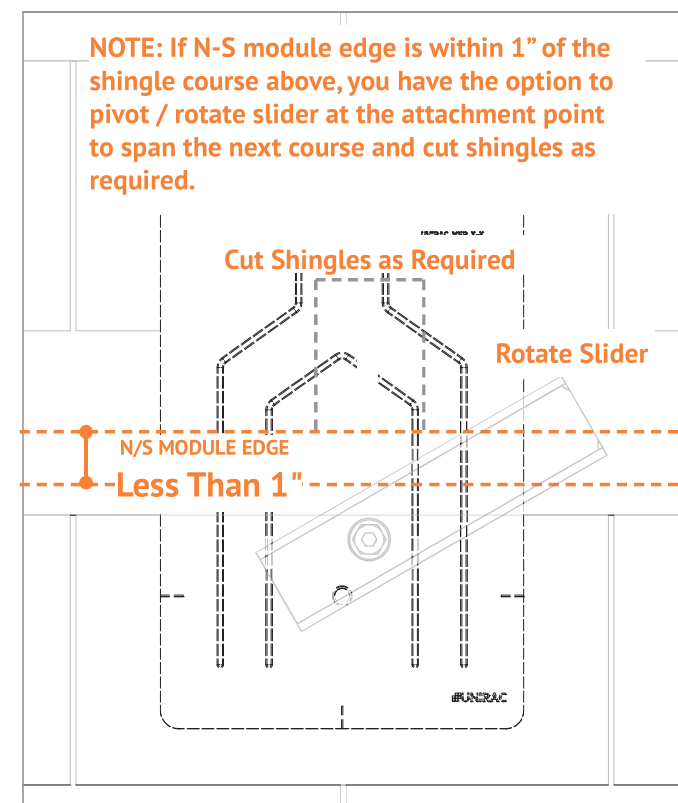 NOTE: If N-S module edge is within 1” of the
shingle course above, you have the option to
pivot / rotate slider at the attachment point
to span the next course and cut shingles as
required.
Cut Shingles as Required
Rotate Slider
N/S MODULE EDGE
Less Than 1"
UNIRAC